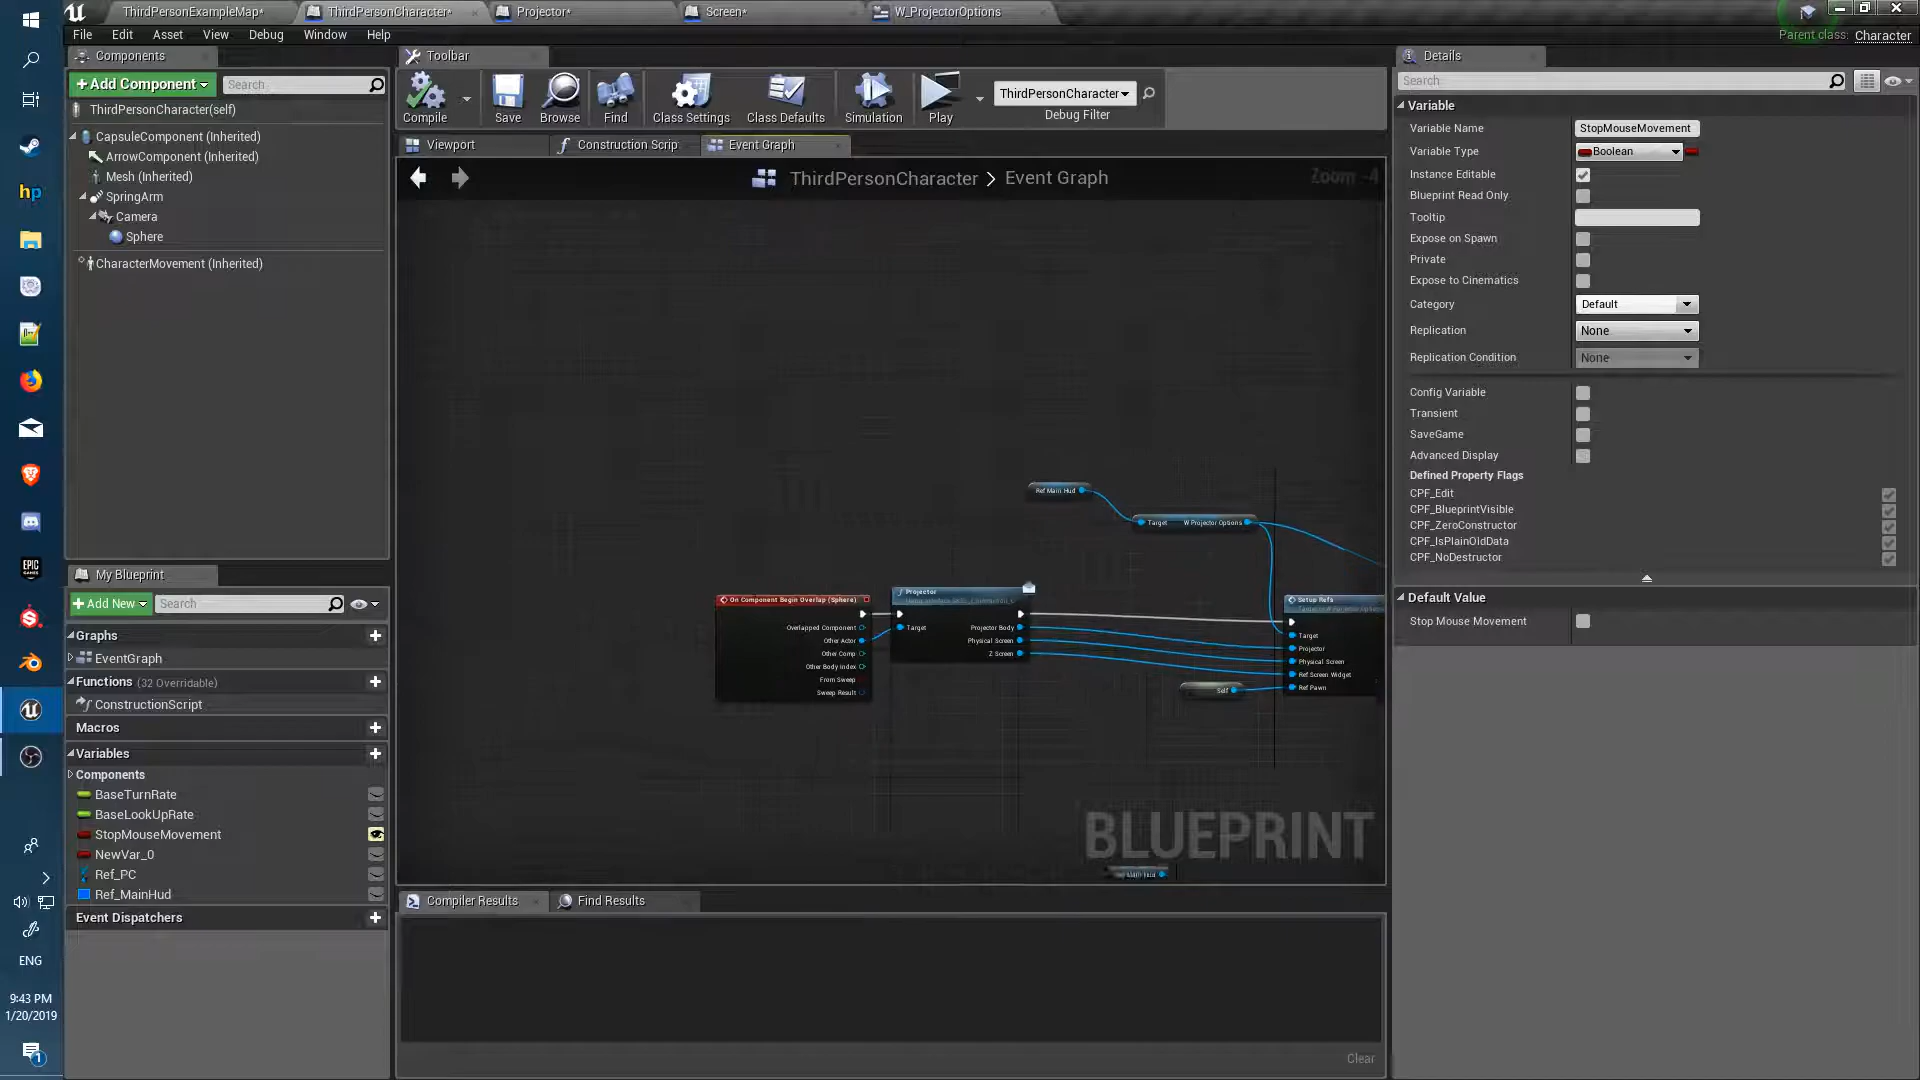 ThirdPersonExampleMap*
ThirdPersonCharacter*
Projector*
Screen*
W_ProjectorOptions
File Edit Asset View Debug Window Help
Parent class: Character
Components
+Add Component
Search
ThirdPersonCharacter(self)
CapsuleComponent (Inherited)
ArrowComponent (Inherited)
Mesh (Inherited)
SpringArm
Camera
Sphere
CharacterMovement (Inherited)
Toolbar
Compile
Save
Browse
Find
Class Settings
Class Defaults
Simulation
Play
ThirdPersonCharacter
Debug Filter
Viewport
Construction Scrip
Event Graph
ThirdPersonCharacter > Event Graph
Zoom -4
Ref Main Hud
Target W Projector Options
On Component Begin Overlap (Sphere)
Overlapped Component
Other Actor
Other Comp
Other Body Index
From Sweep
Sweep Result
Projector
Target
Projector Body
Physical Screen
Z Screen
Self
Setup Refs
Target
Projector
Physical Screen
Ref Screen Widget
Ref Pawn
BLUEPRINT
My Blueprint
+Add New
Search
Graphs
EventGraph
Functions (32 Overridable)
ConstructionScript
Macros
Variables
Components
BaseTurnRate
BaseLookUpRate
StopMouseMovement
NewVar_0
Ref_PC
Ref_MainHud
Event Dispatchers
Compiler Results
Find Results
Clear
Details
Search
Variable
Variable Name StopMouseMovement
Variable Type Boolean
Instance Editable
Blueprint Read Only
Tooltip
Expose on Spawn
Private
Expose to Cinematics
Category Default
Replication None
Replication Condition None
Config Variable
Transient
SaveGame
Advanced Display
Defined Property Flags
CPF_Edit
CPF_BlueprintVisible
CPF_ZeroConstructor
CPF_IsPlainOldData
CPF_NoDestructor
Default Value
Stop Mouse Movement
hp
EPIC
GAMES
ENG
9:43 PM
1/20/2019
1